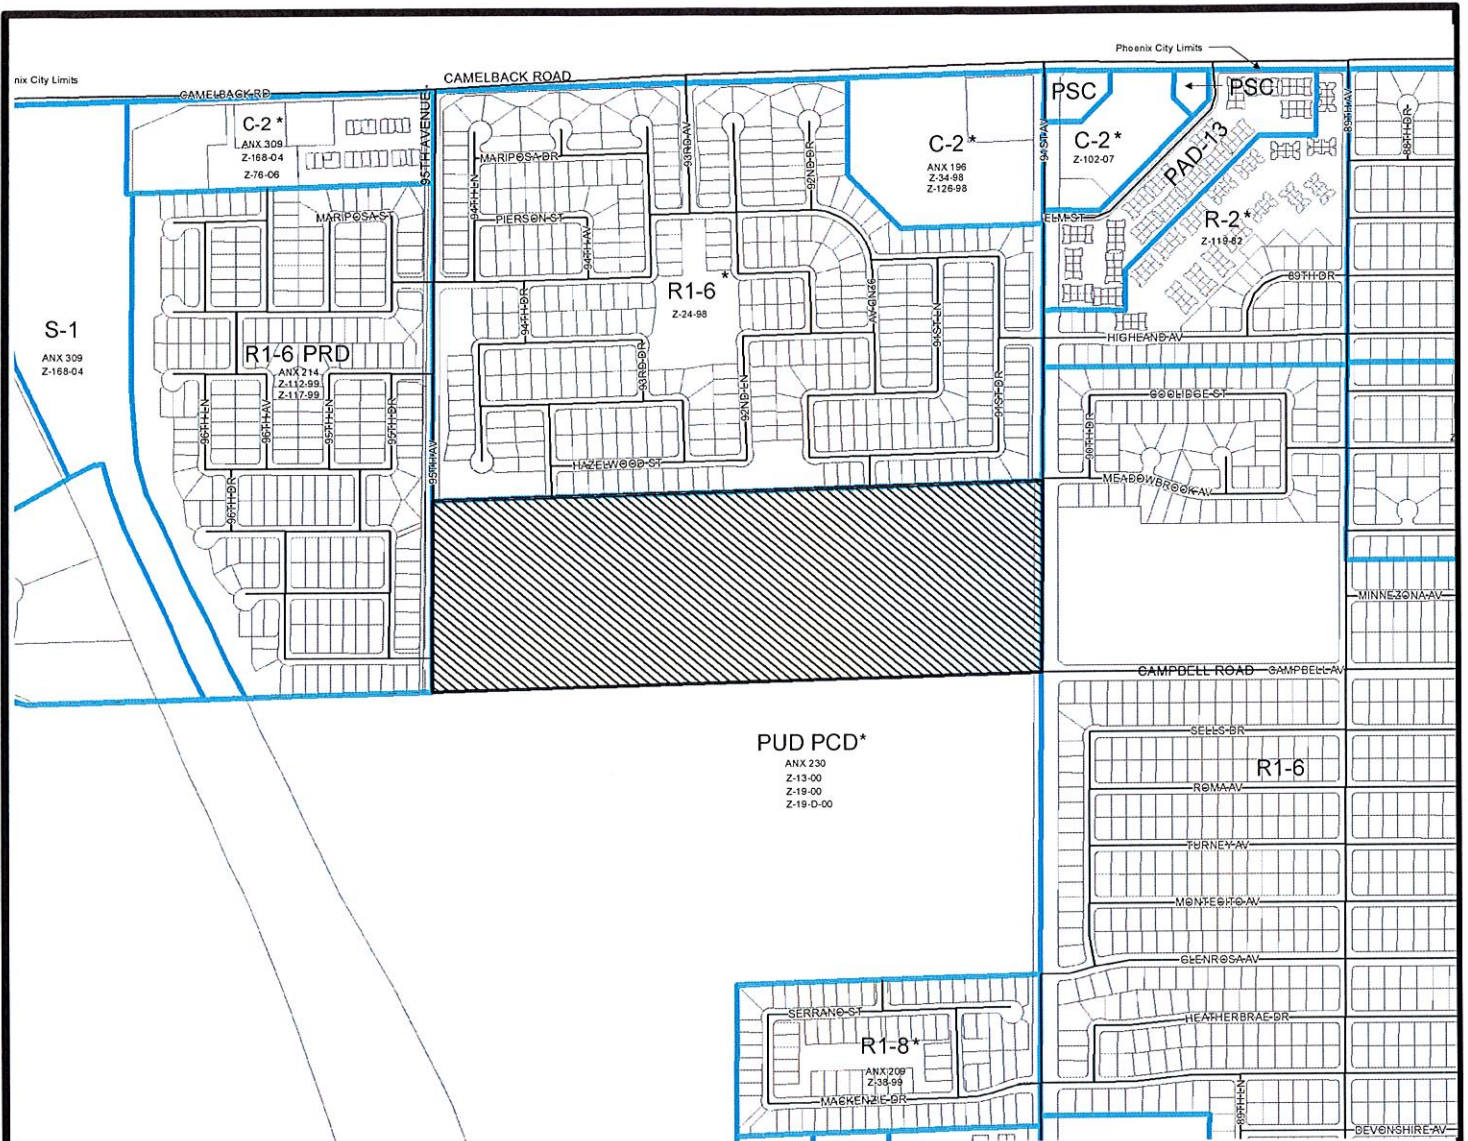 Phoenix City Limits
nix City Limits
CAMELBACK ROAD
CAMELBACK RD
95TH AVENUE
C-2 *
ANX 309
Z-168-04
Z-76-06
MARIPOSA DR
93RD AV
92ND DR
94TH LN
PIERSON ST
94TH AV
MARIPOSA ST
C-2 *
ANX 196
Z-34-98
Z-126-98
91ST AV
PSC
PSC
C-2 *
Z-102-07
PAD-13
89TH AV
88TH DR
ELM ST
R-2 *
Z-119-82
89TH DR
HIGHLAND AV
R1-6 *
Z-24-98
94TH DR
92ND AV
91ST LN
93RD DR
92ND LN
91ST DR
HAZELWOOD ST
S-1
ANX 309
Z-168-04
R1-6 PRD
ANX 214
Z-112-99
Z-117-99
96TH LN
96TH AV
95TH LN
95TH DR
95TH AV
96TH DR
COOLIDGE ST
90TH DR
MEADOWBROOK AV
MINNEZONA AV
CAMPBELL ROAD
CAMPBELL AV
PUD PCD*
ANX 230
Z-13-00
Z-19-00
Z-19-D-00
SELLS DR
R1-6
ROMA AV
TURNEY AV
MONTECITO AV
GLENROSA AV
SERRANO ST
HEATHERBRAE DR
R1-8*
ANX 209
Z-38-99
MACKENZIE DR
89TH LN
DEVONSHIRE AV